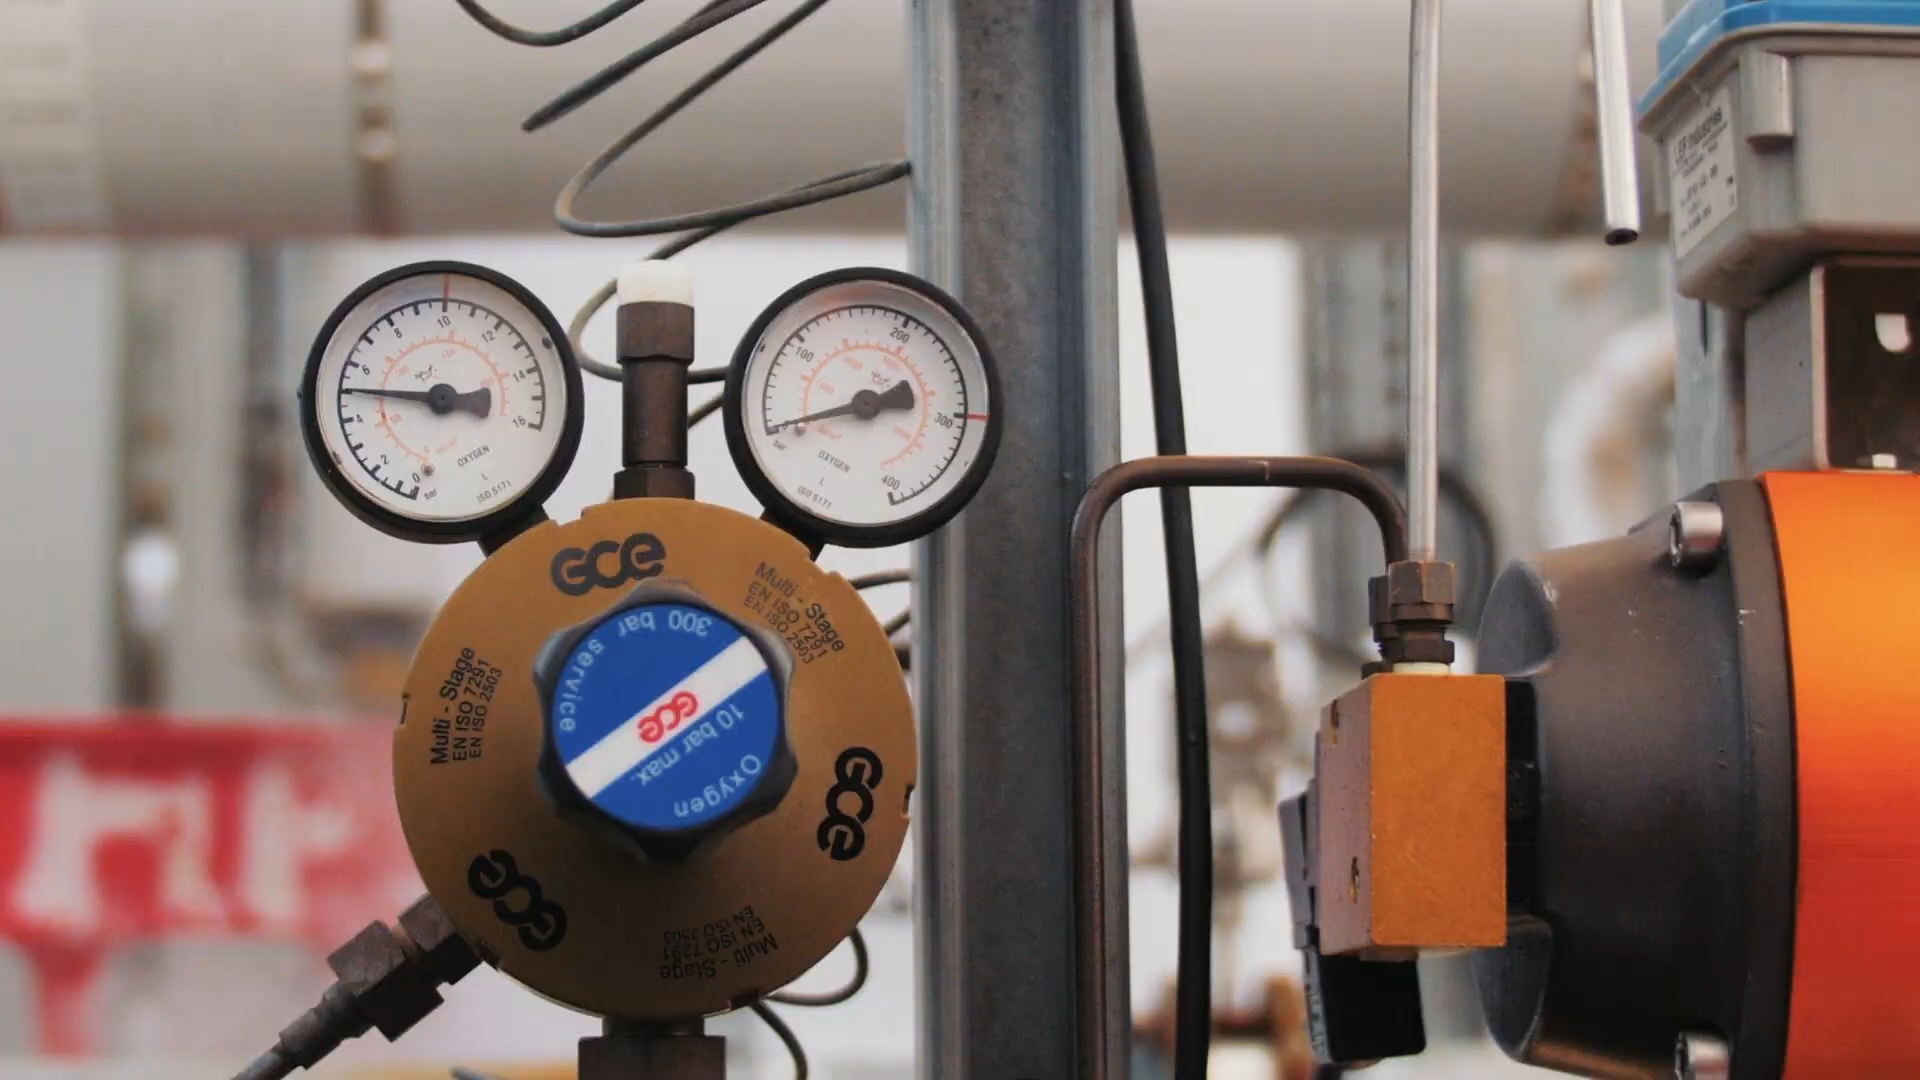 10
8
12
6
14
4
16
2
0
bar
OXYGEN
L
ISO 5171
200
100
300
0
bar
400
OXYGEN
L
ISO 5171
GCE
Multi - Stage
EN ISO 7291
EN ISO 2503
300 bar
service
GCE
10 bar max.
Oxygen
Multi - Stage
EN ISO 7291
EN ISO 2503
GCE
GCE
Multi - Stage
EN ISO 7291
EN ISO 2503